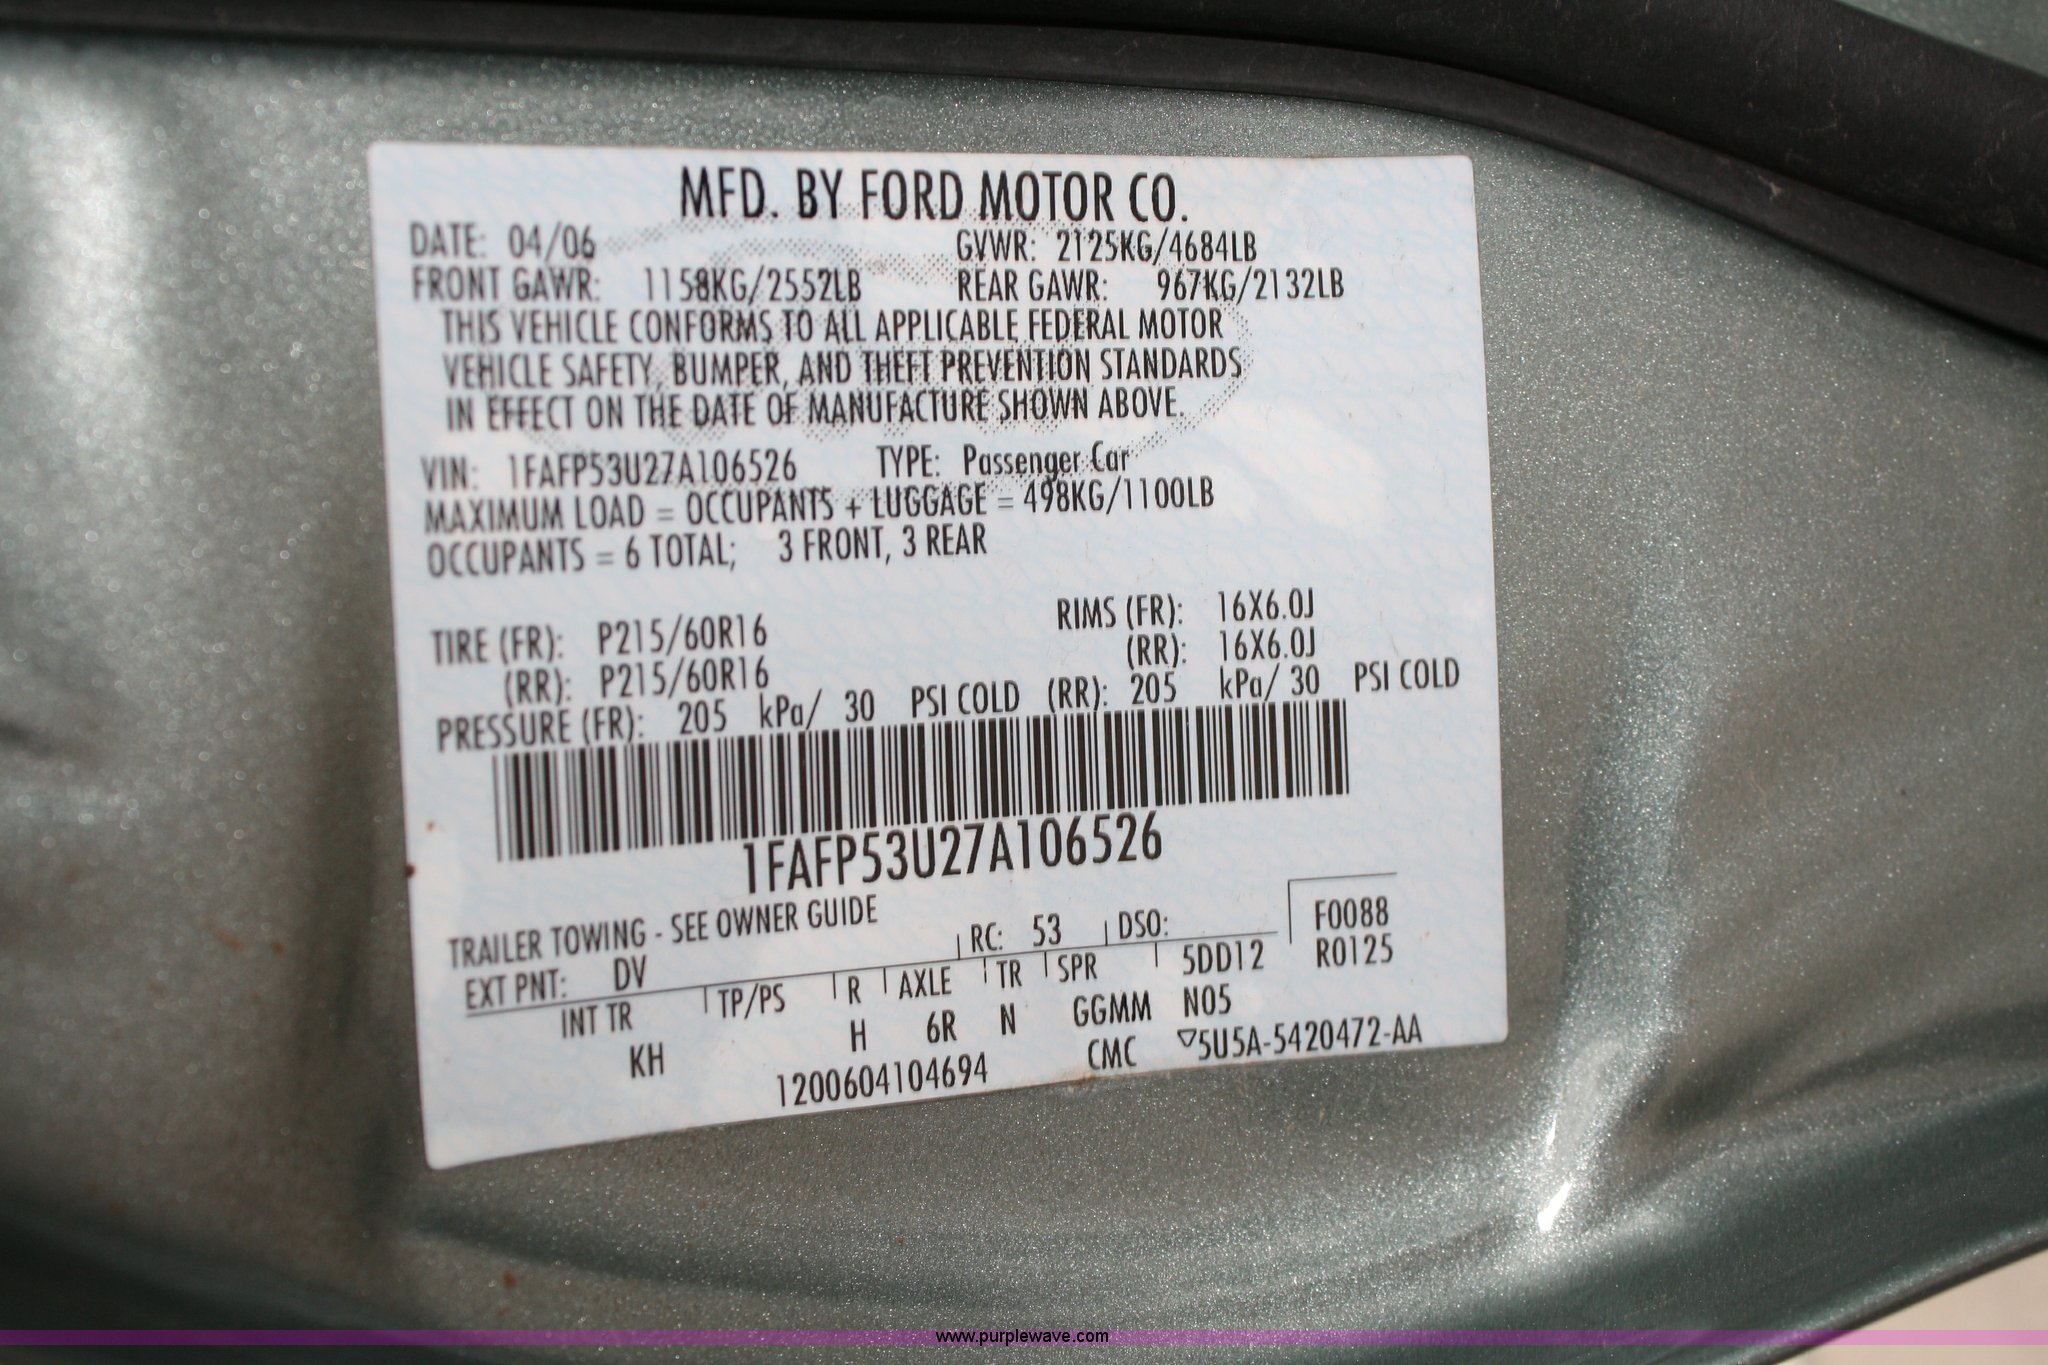 MFD. BY FORD MOTOR CO.
DATE: 04/06 GVWR: 2125KG/4684LB
FRONT GAWR: 1158KG/2552LB REAR GAWR: 967KG/2132LB
THIS VEHICLE CONFORMS TO ALL APPLICABLE FEDERAL MOTOR
VEHICLE SAFETY, BUMPER, AND THEFT PREVENTION STANDARDS
IN EFFECT ON THE DATE OF MANUFACTURE SHOWN ABOVE.
VIN: 1FAFP53U27A106526 TYPE: Passenger Car
MAXIMUM LOAD = OCCUPANTS + LUGGAGE = 498KG/1100LB
OCCUPANTS = 6 TOTAL; 3 FRONT, 3 REAR
TIRE (FR): P215/60R16 RIMS (FR): 16X6.0J
(RR): P215/60R16 (RR): 16X6.0J
PRESSURE (FR): 205 kPa/ 30 PSI COLD (RR): 205 kPa/ 30 PSI COLD
1FAFP53U27A106526
TRAILER TOWING - SEE OWNER GUIDE
EXT PNT: DV RC: 53 DSO: F0088
INT TR TP/PS R AXLE TR SPR 5DD12 R0125
KH H 6R N GGMM N05
1200604104694 CMC ▽5U5A-5420472-AA
www.purplewave.com